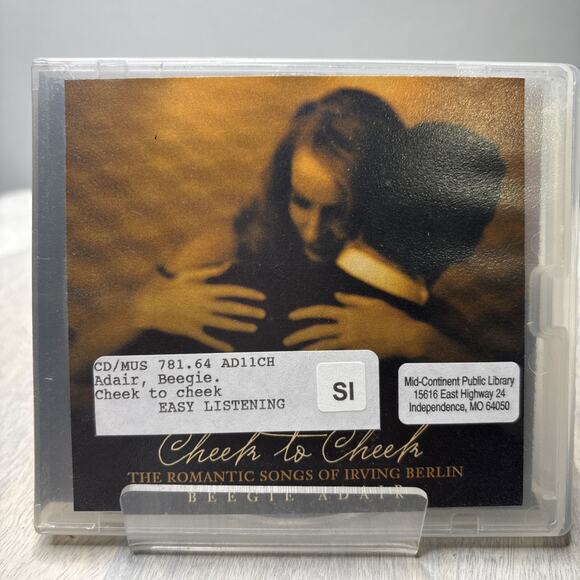 CD/MUS 781.64 AD11CH
Adair, Beegie.
Cheek to cheek
EASY LISTENING
SI
Mid-Continent Public Library
15616 East Highway 24
Independence, MO 64050
Cheek to Cheek
THE ROMANTIC SONGS OF IRVING BERLIN
BEEGIE ADAIR